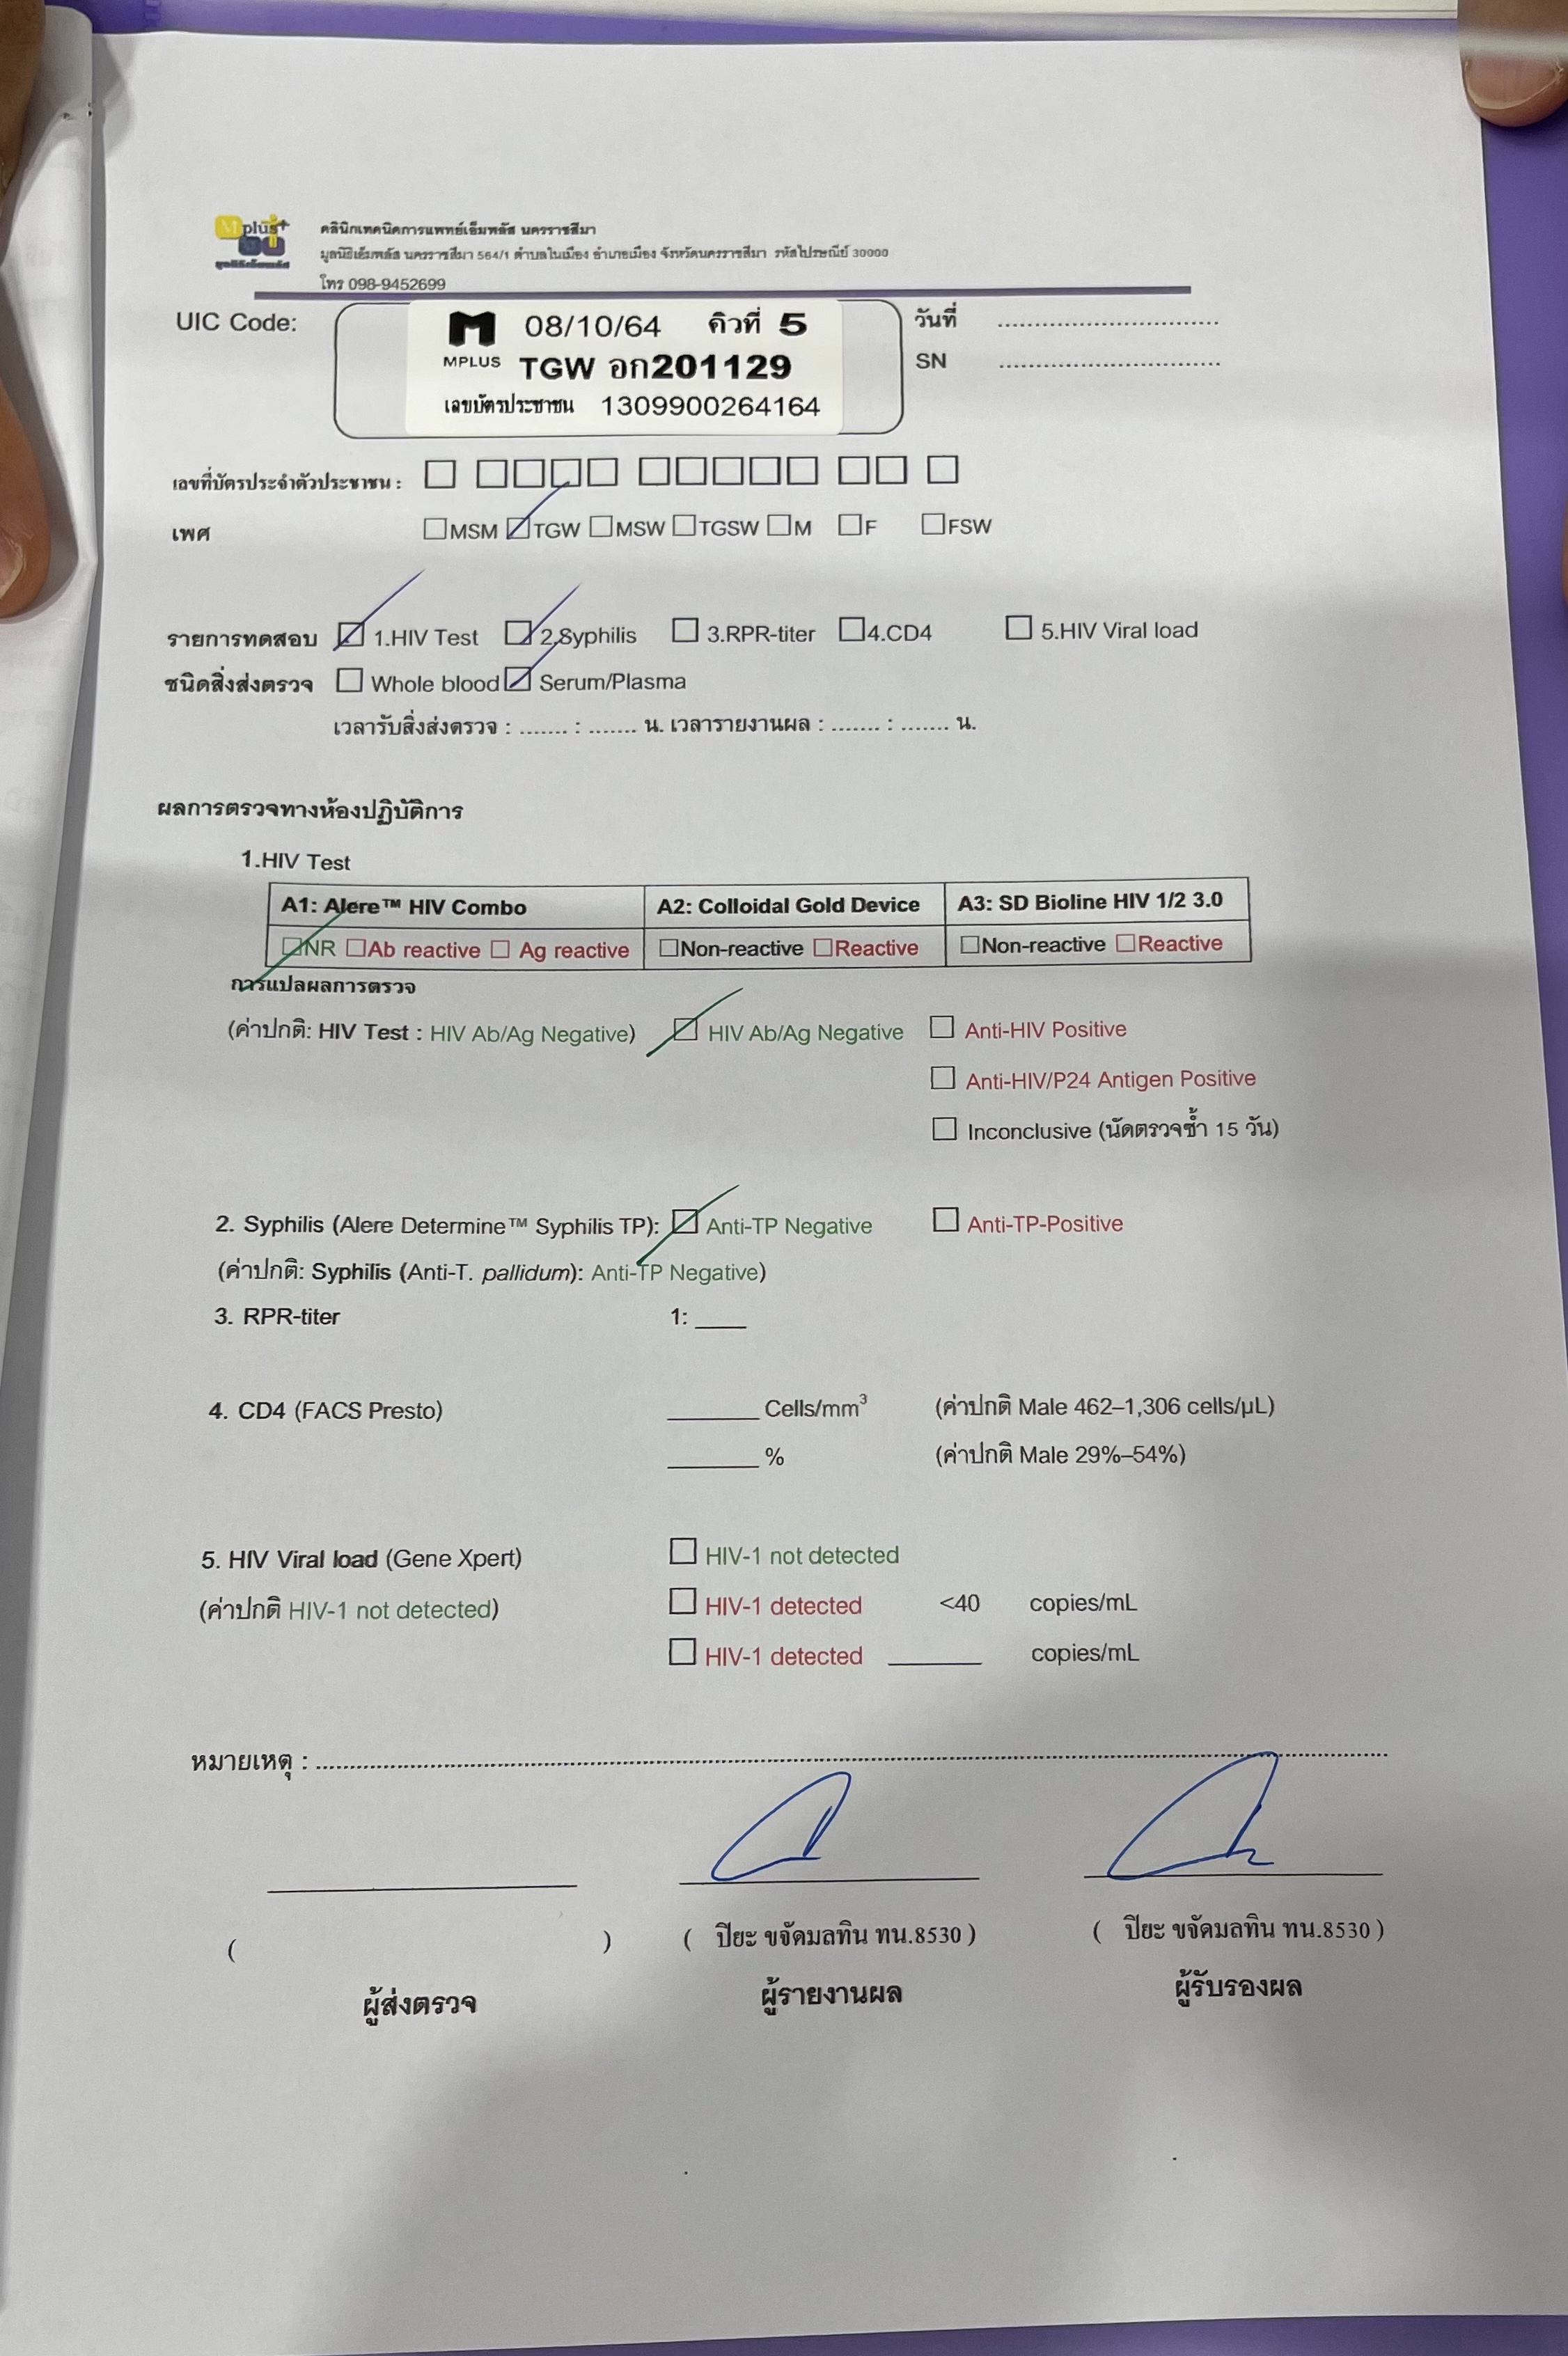 Mplus+
มูลนิธิเอ็มพลัส
คลินิกเทคนิคการแพทย์เอ็มพลัส นครราชสีมา
มูลนิธิเอ็มพลัส นครราชสีมา 564/1 ตำบลในเมือง อำเภอเมือง จังหวัดนครราชสีมา รหัสไปรษณีย์ 30000
โทร 098-9452699
UIC Code:
MPLUS
08/10/64 คิวที่ 5
TGW อก201129
เลขบัตรประชาชน 1309900264164
วันที่ ................................
SN ................................
เลขที่บัตรประจำตัวประชาชน :
เพศ ☐MSM ☑TGW ☐MSW ☐TGSW ☐M ☐F ☐FSW
รายการทดสอบ ☑ 1.HIV Test ☑ 2.Syphilis ☐ 3.RPR-titer ☐4.CD4 ☐ 5.HIV Viral load
ชนิดสิ่งส่งตรวจ ☐ Whole blood ☑ Serum/Plasma
เวลารับสิ่งส่งตรวจ : ....... : ....... น. เวลารายงานผล : ....... : ....... น.
ผลการตรวจทางห้องปฏิบัติการ
1.HIV Test
A1: Alere™ HIV Combo A2: Colloidal Gold Device A3: SD Bioline HIV 1/2 3.0
☑NR ☐Ab reactive ☐ Ag reactive ☐Non-reactive ☐Reactive ☐Non-reactive ☐Reactive
การแปลผลการตรวจ
(ค่าปกติ: HIV Test : HIV Ab/Ag Negative) ☑ HIV Ab/Ag Negative ☐ Anti-HIV Positive
☐ Anti-HIV/P24 Antigen Positive
☐ Inconclusive (นัดตรวจซ้ำ 15 วัน)
2. Syphilis (Alere Determine™ Syphilis TP): ☑ Anti-TP Negative ☐ Anti-TP-Positive
(ค่าปกติ: Syphilis (Anti-T. pallidum): Anti-TP Negative)
3. RPR-titer 1: ____
4. CD4 (FACS Presto) _______ Cells/mm³ (ค่าปกติ Male 462–1,306 cells/µL)
_______ % (ค่าปกติ Male 29%–54%)
5. HIV Viral load (Gene Xpert) ☐ HIV-1 not detected
(ค่าปกติ HIV-1 not detected) ☐ HIV-1 detected <40 copies/mL
☐ HIV-1 detected _______ copies/mL
หมายเหตุ : ................................................................
( ) ( ปิยะ ขจัดมลทิน ทน.8530 ) ( ปิยะ ขจัดมลทิน ทน.8530 )
ผู้ส่งตรวจ ผู้รายงานผล ผู้รับรองผล